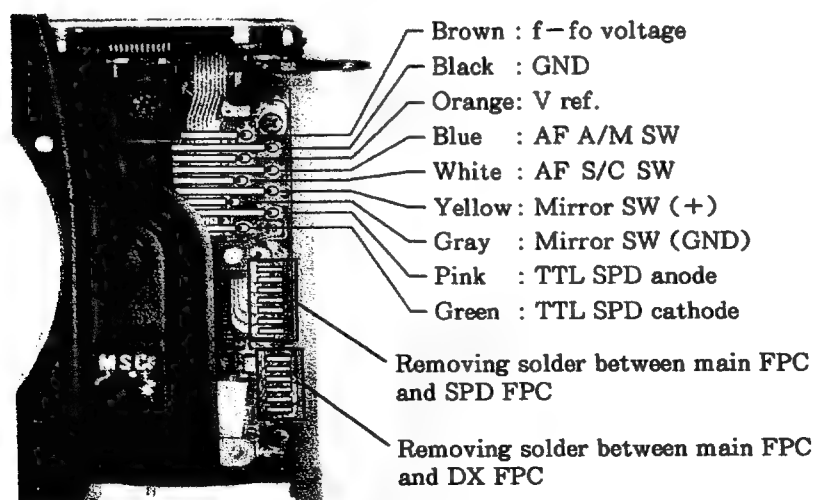 Brown : f−fo voltage
Black : GND
Orange: V ref.
Blue : AF A/M SW
White : AF S/C SW
Yellow: Mirror SW (+)
Gray : Mirror SW (GND)
Pink : TTL SPD anode
Green : TTL SPD cathode
Removing solder between main FPC
and SPD FPC
Removing solder between main FPC
and DX FPC